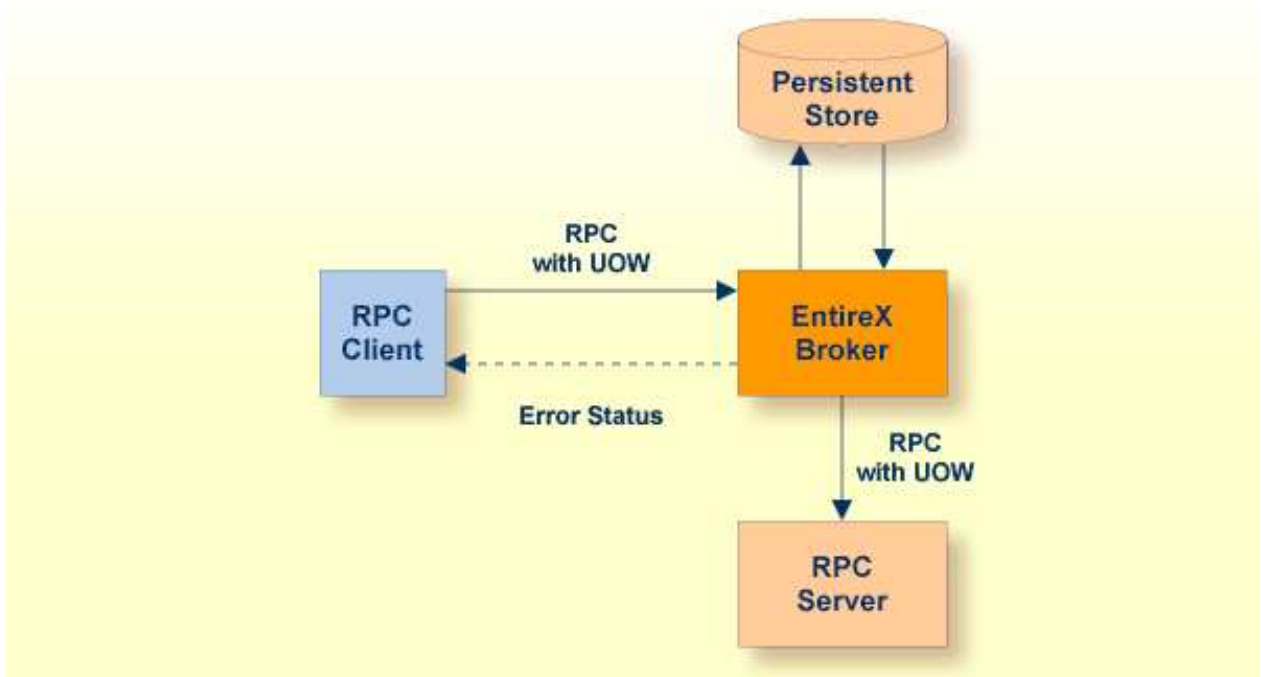 Persistent
Store
RPC
with UOW
RPC
Client
EntireX
Broker
Error Status
RPC
with UOW
RPC
Server